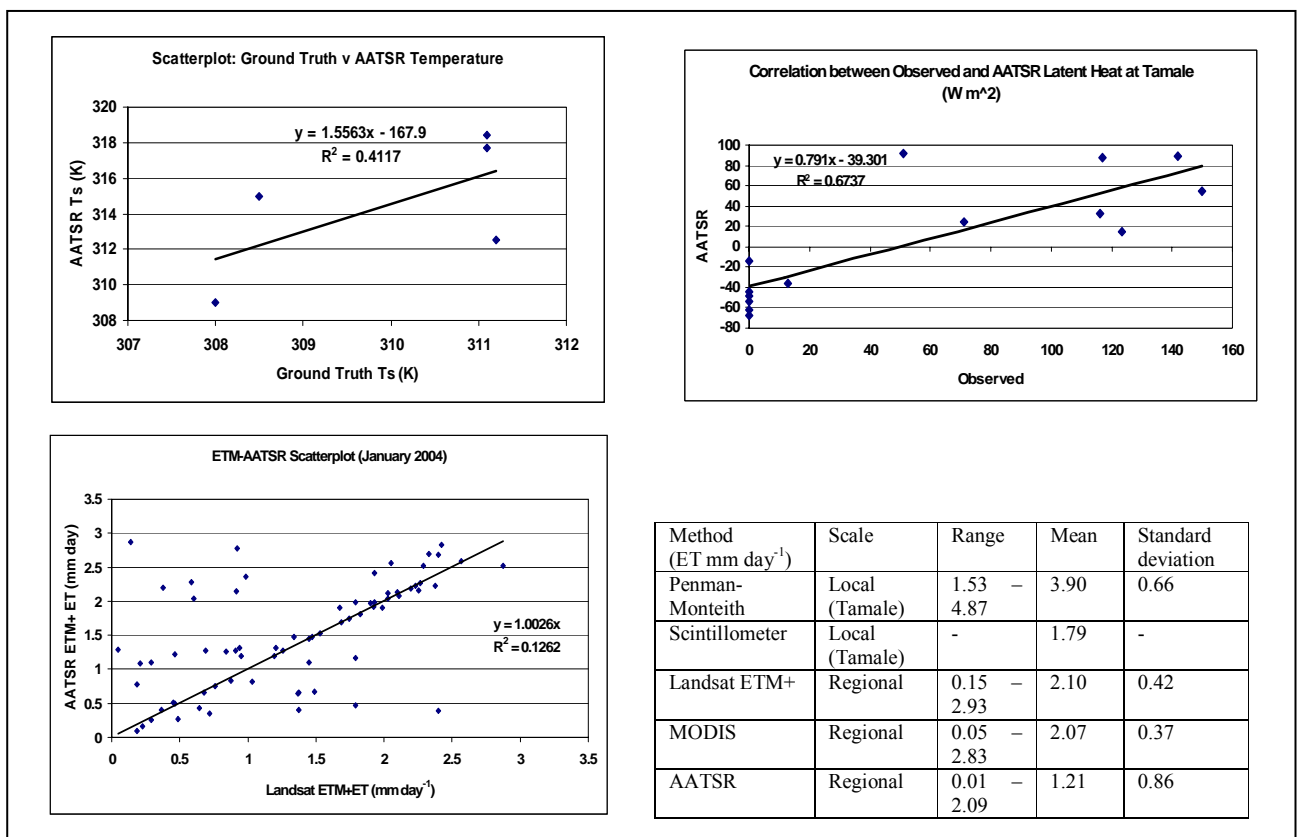 Scatterplot: Ground Truth v AATSR Temperature
320
318
316
314
312
310
308
y = 1.5563x - 167.9
R² = 0.4117
AATSR Ts (K)
307 308 309 310 311 312
Ground Truth Ts (K)
Correlation between Observed and AATSR Latent Heat at Tamale
(W m^2)
100
80
60
40
20
0
-20
-40
-60
-80
y = 0.791x - 39.301
R² = 0.6737
AATSR
0 20 40 60 80 100 120 140 160
Observed
ETM-AATSR Scatterplot (January 2004)
3.5
3
2.5
2
1.5
1
0.5
0
y = 1.0026x
R² = 0.1262
AATSR ETM+ ET (mm day)
0 0.5 1 1.5 2 2.5 3 3.5
Landsat ETM+ET (mm day⁻¹)
Method Scale Range Mean Standard
(ET mm day⁻¹) deviation
Penman- Local 1.53 – 3.90 0.66
Monteith (Tamale) 4.87
Scintillometer Local - 1.79 -
(Tamale)
Landsat ETM+ Regional 0.15 – 2.10 0.42
2.93
MODIS Regional 0.05 – 2.07 0.37
2.83
AATSR Regional 0.01 – 1.21 0.86
2.09